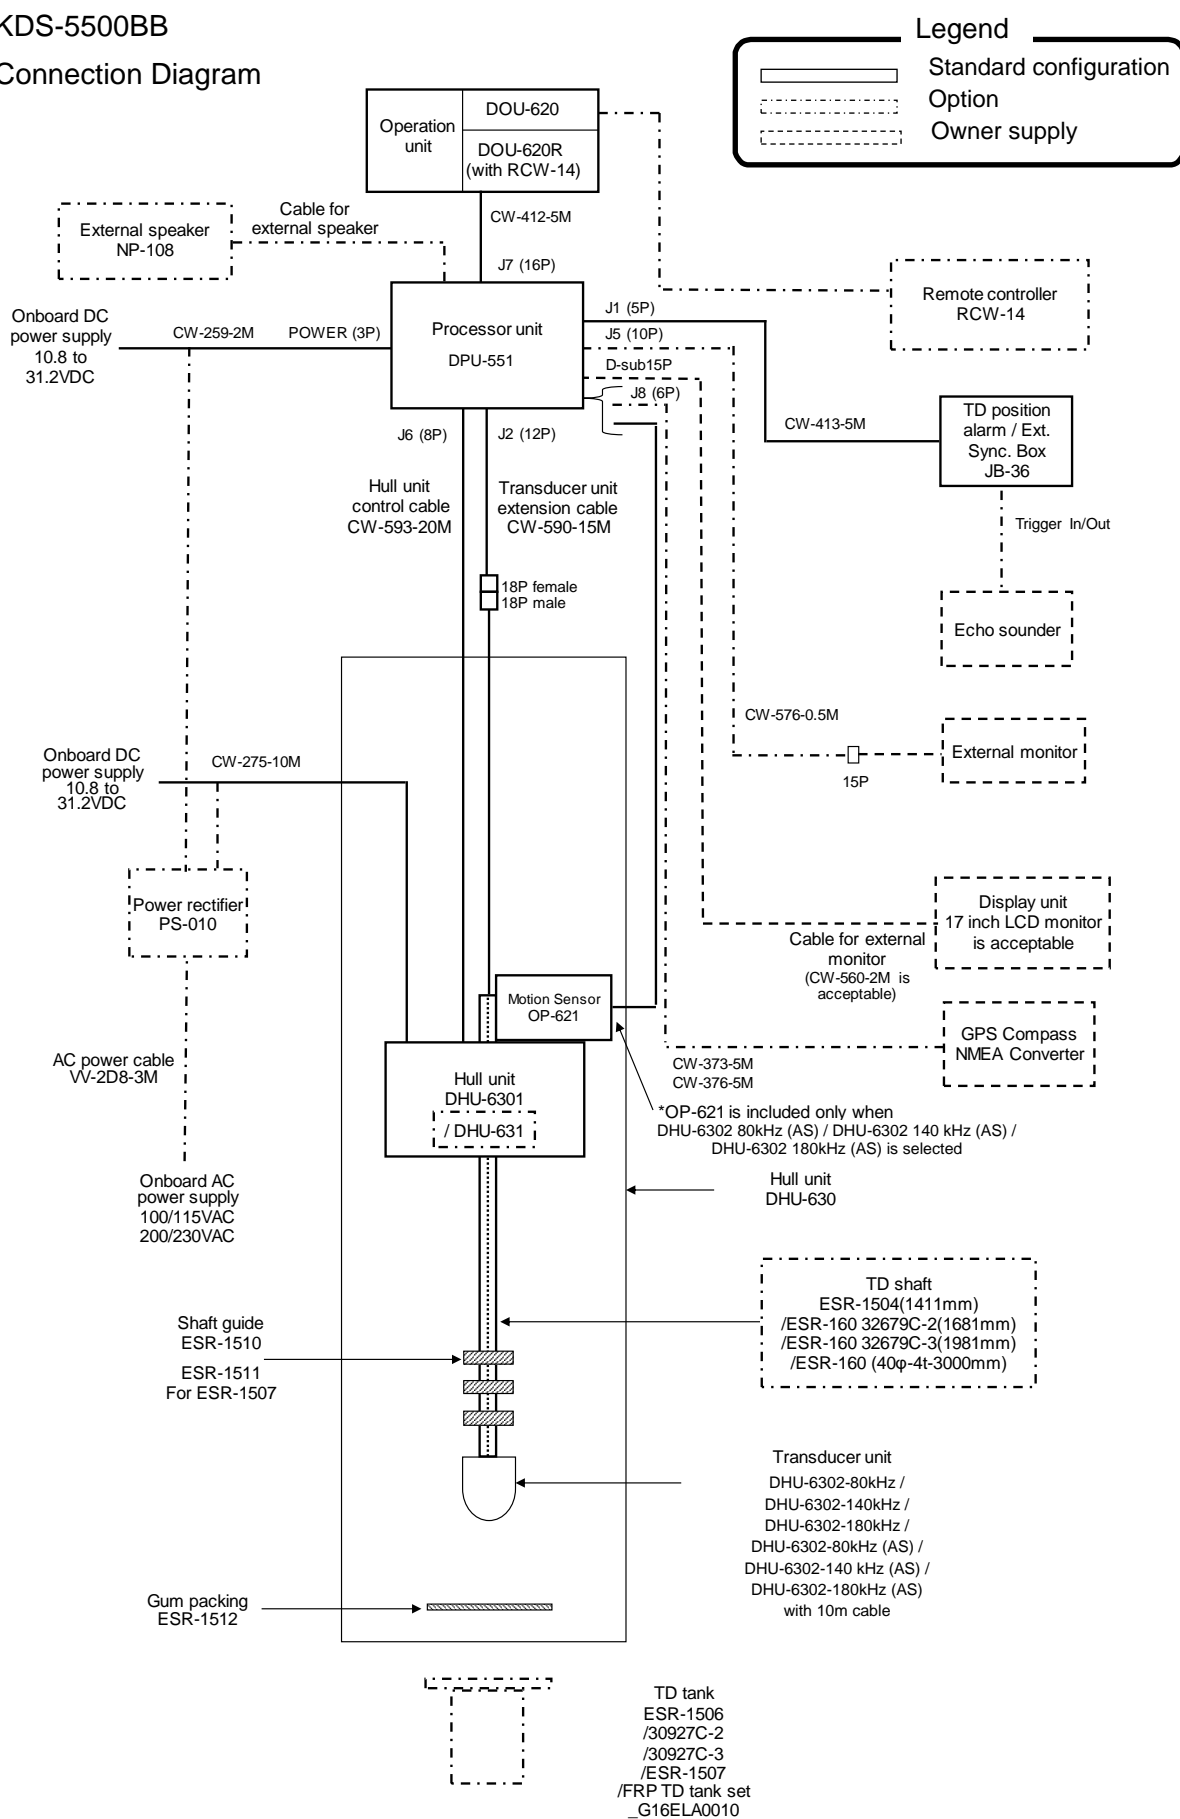 KDS-5500BB
Connection Diagram
Legend
Standard configuration
Option
Owner supply
Operation
unit
DOU-620
DOU-620R
(with RCW-14)
CW-412-5M
J7 (16P)
External speaker
NP-108
Cable for
external speaker
Remote controller
RCW-14
Onboard DC
power supply
10.8 to
31.2VDC
CW-259-2M
POWER (3P)
Processor unit
DPU-551
J1 (5P)
J5 (10P)
D-sub15P
J8 (6P)
J6 (8P)
J2 (12P)
CW-413-5M
TD position
alarm / Ext.
Sync. Box
JB-36
Trigger In/Out
Echo sounder
Hull unit
control cable
CW-593-20M
Transducer unit
extension cable
CW-590-15M
18P female
18P male
CW-576-0.5M
15P
External monitor
Onboard DC
power supply
10.8 to
31.2VDC
CW-275-10M
Power rectifier
PS-010
Display unit
17 inch LCD monitor
is acceptable
Cable for external
monitor
(CW-560-2M is
acceptable)
Motion Sensor
OP-621
GPS Compass
NMEA Converter
CW-373-5M
CW-376-5M
AC power cable
VV-2D8-3M
Hull unit
DHU-6301
/ DHU-631
*OP-621 is included only when
DHU-6302 80kHz (AS) / DHU-6302 140 kHz (AS) /
DHU-6302 180kHz (AS) is selected
Onboard AC
power supply
100/115VAC
200/230VAC
Hull unit
DHU-630
TD shaft
ESR-1504(1411mm)
/ESR-160 32679C-2(1681mm)
/ESR-160 32679C-3(1981mm)
/ESR-160 (40φ-4t-3000mm)
Shaft guide
ESR-1510
ESR-1511
For ESR-1507
Transducer unit
DHU-6302-80kHz /
DHU-6302-140kHz /
DHU-6302-180kHz /
DHU-6302-80kHz (AS) /
DHU-6302-140 kHz (AS) /
DHU-6302-180kHz (AS)
with 10m cable
Gum packing
ESR-1512
TD tank
ESR-1506
/30927C-2
/30927C-3
/ESR-1507
/FRP TD tank set
_G16ELA0010